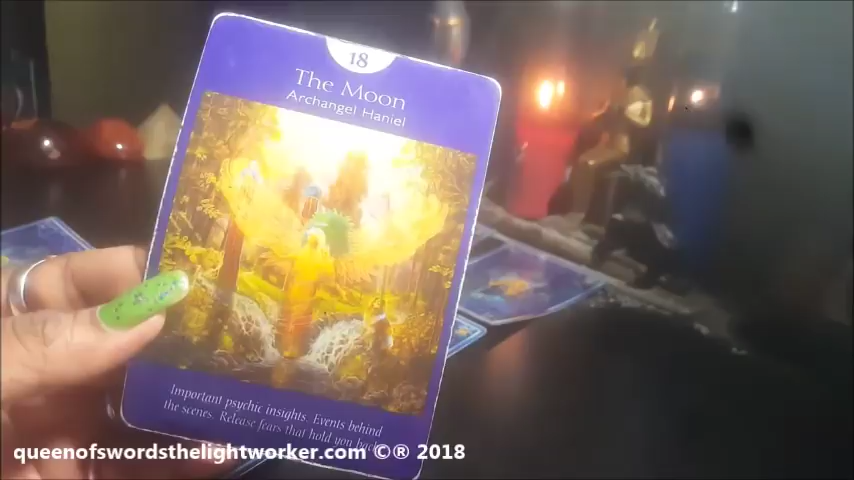 18
The Moon
Archangel Haniel
Important psychic insights. Events behind
the scenes. Release fears that hold you back.
queenofswordsthelightworker.com ©® 2018